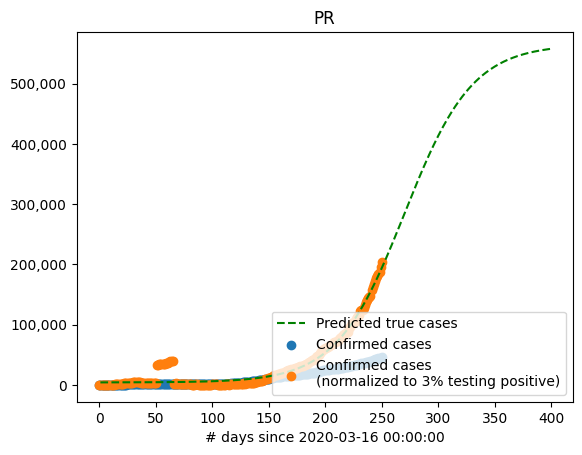 PR
500,000
400,000
300,000
200,000
100,000
0
Predicted true cases
Confirmed cases
Confirmed cases
(normalized to 3% testing positive)
0 50 100 150 200 250 300 350 400
# days since 2020-03-16 00:00:00